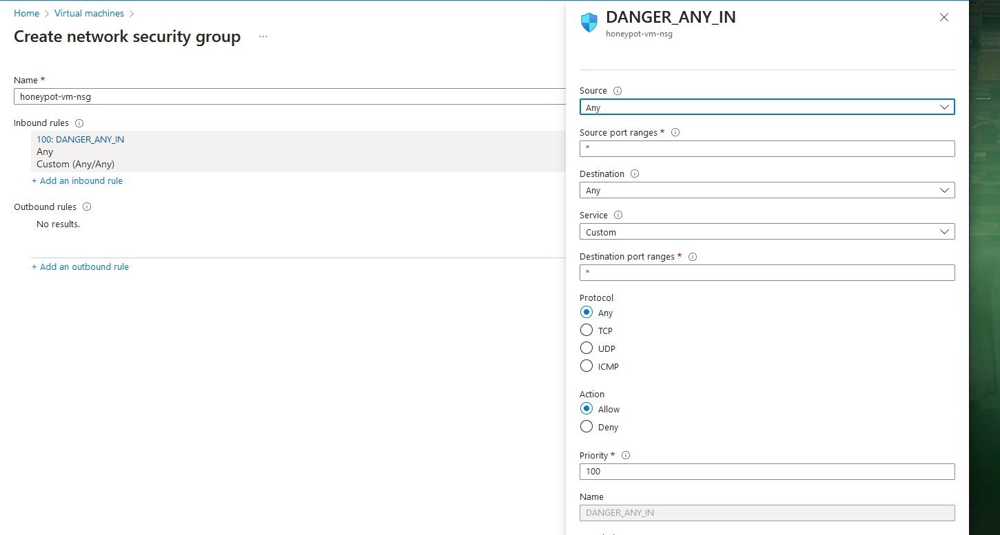 Home > Virtual machines >
Create network security group ...
Name *
honeypot-vm-nsg
Inbound rules
100: DANGER_ANY_IN
Any
Custom (Any/Any)
+ Add an inbound rule
Outbound rules
No results.
+ Add an outbound rule
DANGER_ANY_IN
honeypot-vm-nsg
Source
Any
Source port ranges *
*
Destination
Any
Service
Custom
Destination port ranges *
*
Protocol
Any
TCP
UDP
ICMP
Action
Allow
Deny
Priority *
100
Name
DANGER_ANY_IN